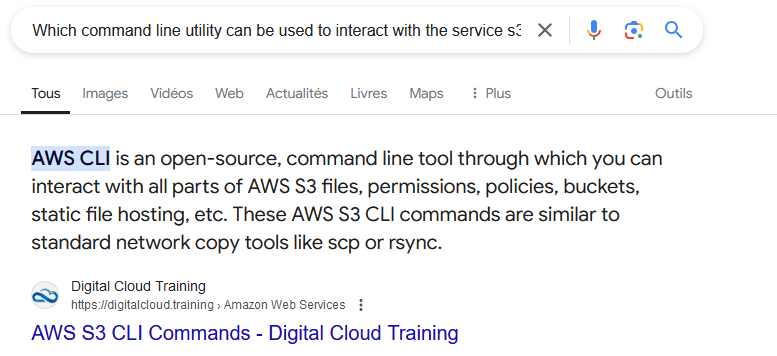 Which command line utility can be used to interact with the service s3
Tous Images Vidéos Web Actualités Livres Maps Plus Outils
AWS CLI is an open-source, command line tool through which you can
interact with all parts of AWS S3 files, permissions, policies, buckets,
static file hosting, etc. These AWS S3 CLI commands are similar to
standard network copy tools like scp or rsync.
Digital Cloud Training
https://digitalcloud.training › Amazon Web Services
AWS S3 CLI Commands - Digital Cloud Training